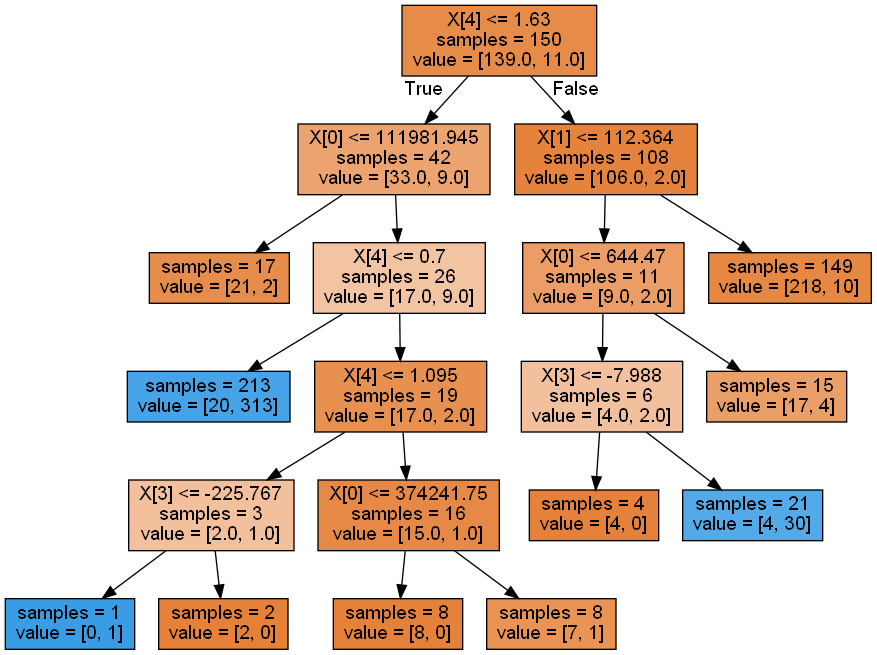 X[4] <= 1.63
samples = 150
value = [139.0, 11.0]
True
False
X[0] <= 111981.945
samples = 42
value = [33.0, 9.0]
X[1] <= 112.364
samples = 108
value = [106.0, 2.0]
samples = 17
value = [21, 2]
X[4] <= 0.7
samples = 26
value = [17.0, 9.0]
X[0] <= 644.47
samples = 11
value = [9.0, 2.0]
samples = 149
value = [218, 10]
samples = 213
value = [20, 313]
X[4] <= 1.095
samples = 19
value = [17.0, 2.0]
X[3] <= -7.988
samples = 6
value = [4.0, 2.0]
samples = 15
value = [17, 4]
X[3] <= -225.767
samples = 3
value = [2.0, 1.0]
X[0] <= 374241.75
samples = 16
value = [15.0, 1.0]
samples = 4
value = [4, 0]
samples = 21
value = [4, 30]
samples = 1
value = [0, 1]
samples = 2
value = [2, 0]
samples = 8
value = [8, 0]
samples = 8
value = [7, 1]